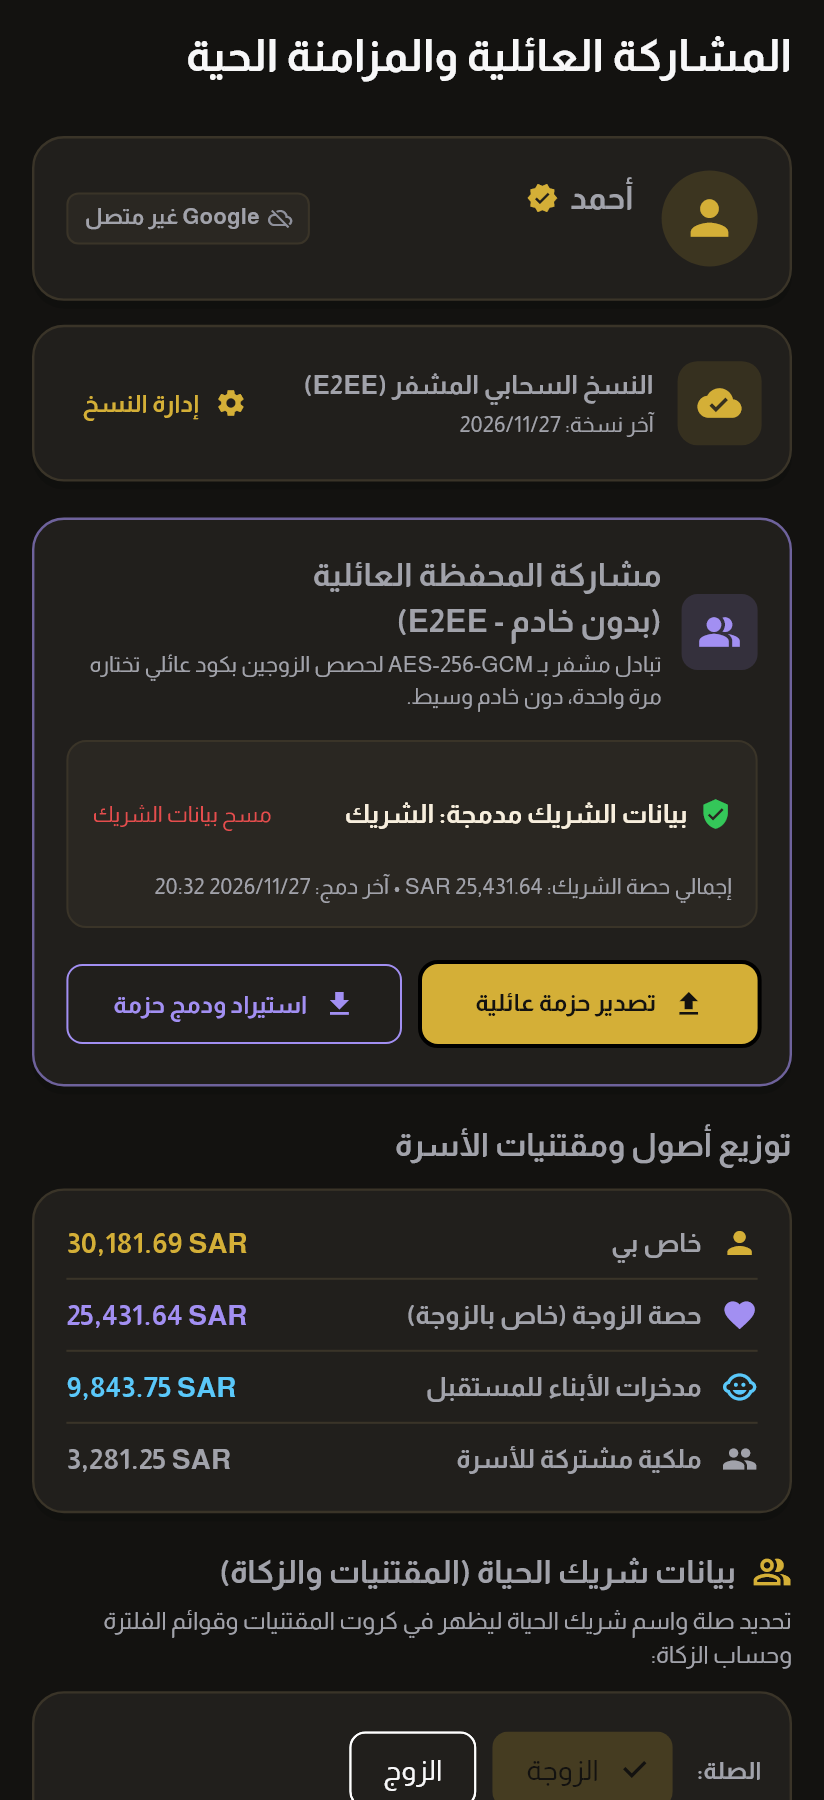 المشاركة العائلية والمزامنة الحية
أحمد
Google غير متصل
النسخ السحابي المشفر (E2EE)
آخر نسخة: 2026/11/27
إدارة النسخ
مشاركة المحفظة العائلية
(بدون خادم - E2EE)
تبادل مشفر بـ AES-256-GCM لحصص الزوجين بكود عائلي تختاره
مرة واحدة، دون خادم وسيط.
بيانات الشريك مدمجة: الشريك
مسح بيانات الشريك
إجمالي حصة الشريك: 25,431.64 SAR • آخر دمج: 2026/11/27 20:32
تصدير حزمة عائلية
استيراد ودمج حزمة
توزيع أصول ومقتنيات الأسرة
خاص بي
30,181.69 SAR
حصة الزوجة (خاص بالزوجة)
25,431.64 SAR
مدخرات الأبناء للمستقبل
9,843.75 SAR
ملكية مشتركة للأسرة
3,281.25 SAR
بيانات شريك الحياة (المقتنيات والزكاة)
تحديد صلة واسم شريك الحياة ليظهر في كروت المقتنيات وقوائم الفلترة
وحساب الزكاة:
الصلة:
الزوجة
الزوج